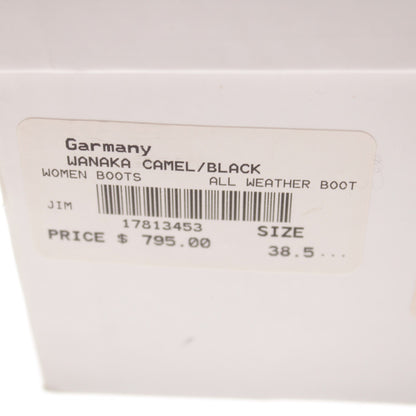 Garmany
WANAKA CAMEL/BLACK
WOMEN BOOTS ALL WEATHER BOOT
JIM
17813453
PRICE $ 795.00 SIZE
38.5 ...